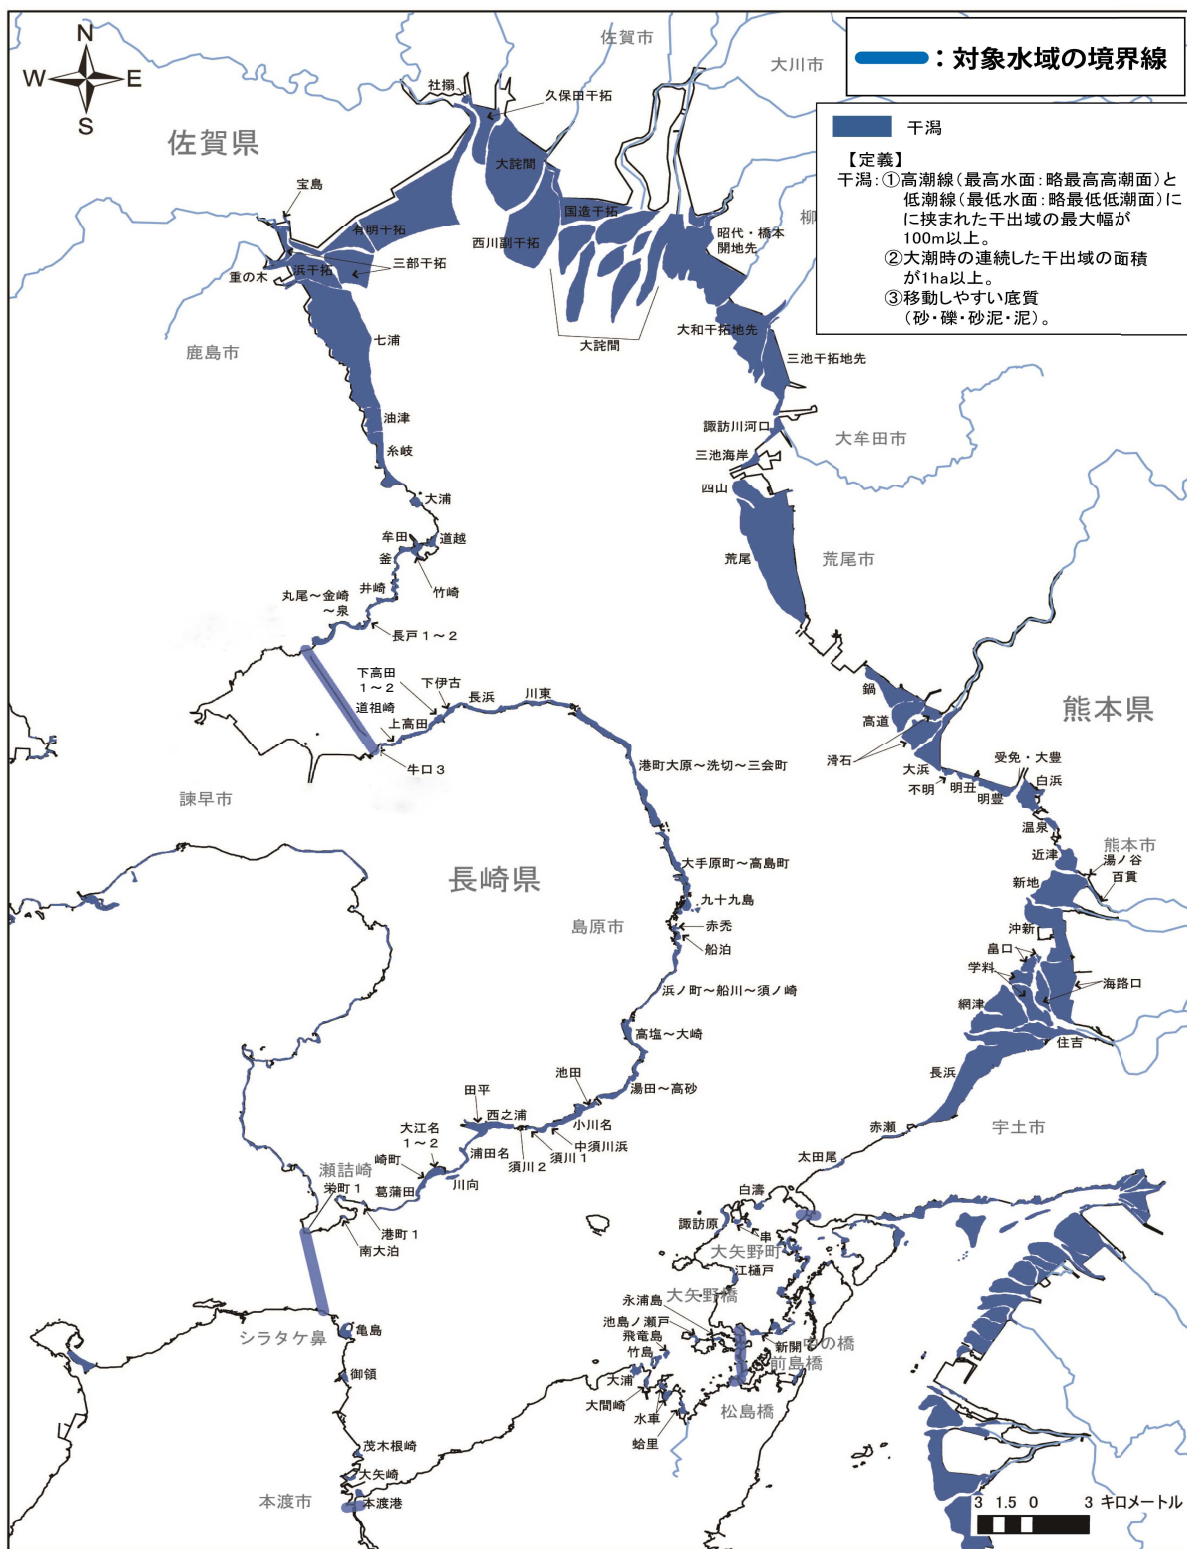 N
W
E
S
：対象水域の境界線
干潟
【定義】
干潟：①高潮線（最高水面：略最高高潮面）と
低潮線（最低水面：略最低低潮面）に
に挟まれた干出域の最大幅が
100m以上。
②大潮時の連続した干出域の面積
が1ha以上。
③移動しやすい底質
（砂・礫・砂泥・泥）。
佐賀市
大川市
社搦
久保田干拓
佐賀県
大詫間
宝島
国造干拓
柳
有明干拓
西川副干拓
昭代・橋本
開地先
三部干拓
重の木
浜干拓
大和干拓地先
七浦
大詫間
鹿島市
三池干拓地先
油津
諏訪川河口
大牟田市
糸岐
三池海岸
四山
大浦
牟田
道越
釜
荒尾
荒尾市
竹崎
井崎
丸尾～金崎
～泉
長戸1～2
下高田
1～2
下伊古
長浜
川東
鍋
熊本県
道祖崎
上高田
高道
滑石
牛口3
港町大原～洗切～三会町
大浜
受免・大豊
不明
明丑
明豊
白浜
諫早市
温泉
熊本市
近津
湯ノ谷
百貫
大手原町～高島町
長崎県
新地
九十九島
島原市
赤禿
沖新
船泊
畠口
学料
浜ノ町～船川～須ノ崎
海路口
網津
高塩～大崎
住吉
長浜
池田
湯田～高砂
田平
西之浦
小川名
赤瀬
宇土市
大江名
1～2
中須川浜
須川1
須川2
浦田名
太田尾
崎町
瀬詰崎
川向
栄町1
葛蒲田
白濤
港町1
諏訪原
串
南大泊
大矢野町
江樋戸
大矢野橋
永浦島
亀島
シラタケ鼻
池島ノ瀬戸
飛竜島
新開
中の橋
竹島
前島橋
御領
大浦
大間崎
松島橋
水車
蛤里
茂木根崎
大矢崎
本渡市
本渡港
3 1.5 0 3 キロメートル